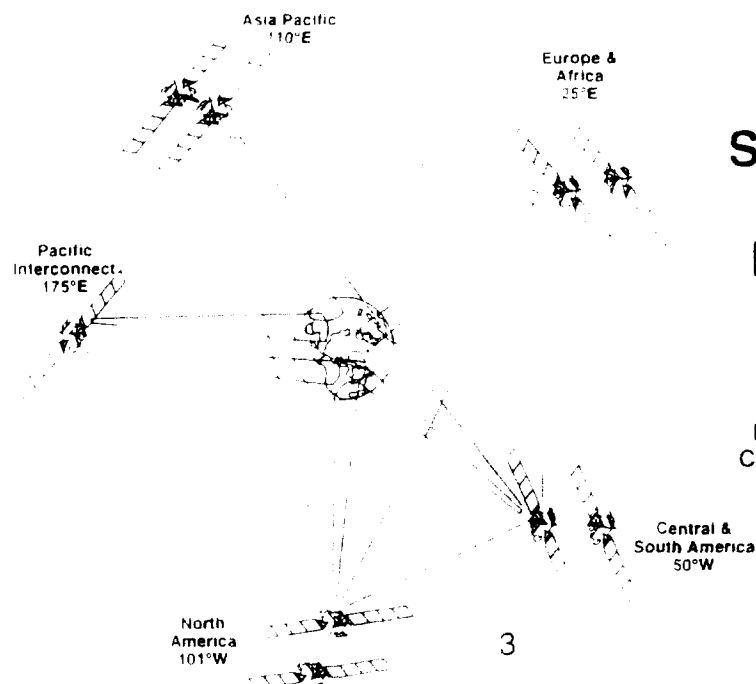 Asia Pacific
110°E
Europe &
Africa
25°E
S
Pacific
Interconnect
175°E
C
Central &
South America
50°W
North
America
101°W
3